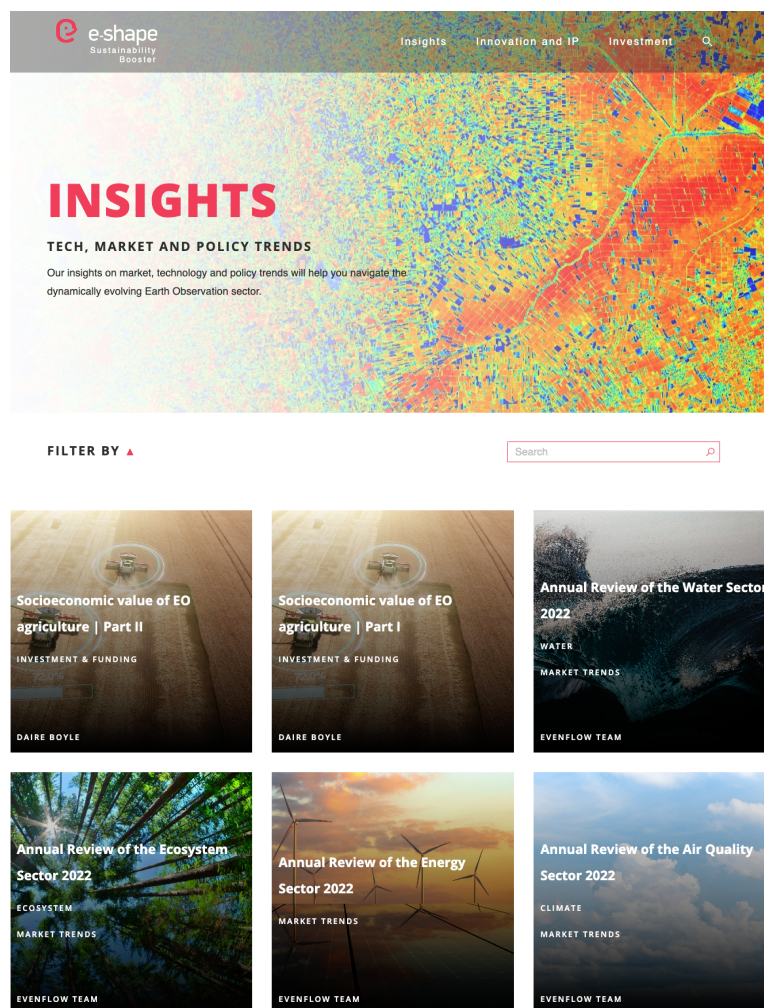 e-shape
Sustainability
Booster
Insights
Innovation and IP
Investment
INSIGHTS
TECH, MARKET AND POLICY TRENDS
Our insights on market, technology and policy trends will help you navigate the
dynamically evolving Earth Observation sector.
FILTER BY ▲
Search
Socioeconomic value of EO
agriculture | Part II
INVESTMENT & FUNDING
DAIRE BOYLE
Socioeconomic value of EO
agriculture | Part I
INVESTMENT & FUNDING
DAIRE BOYLE
Annual Review of the Water Sector
2022
WATER
MARKET TRENDS
EVENFLOW TEAM
Annual Review of the Ecosystem
Sector 2022
ECOSYSTEM
MARKET TRENDS
EVENFLOW TEAM
Annual Review of the Energy
Sector 2022
MARKET TRENDS
EVENFLOW TEAM
Annual Review of the Air Quality
Sector 2022
CLIMATE
MARKET TRENDS
EVENFLOW TEAM